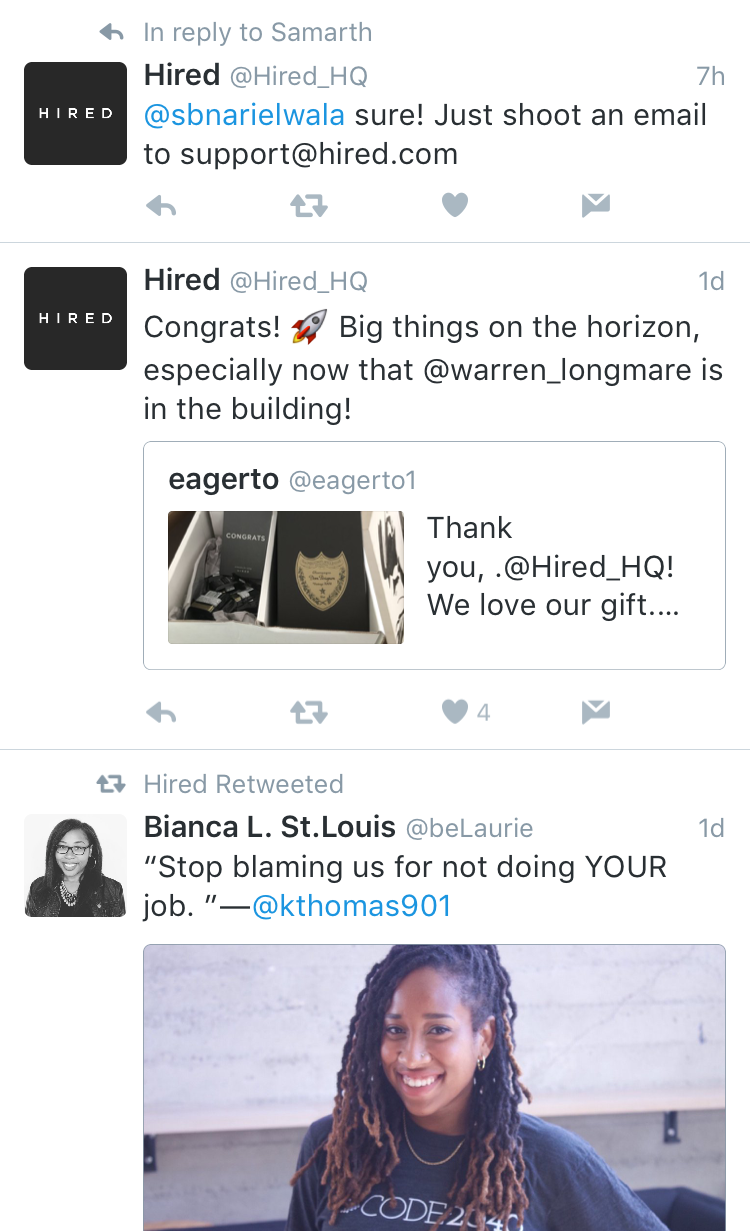 In reply to Samarth
HIRED
Hired @Hired_HQ 7h
@sbnarielwala sure! Just shoot an email
to support@hired.com
HIRED
Hired @Hired_HQ 1d
Congrats! 🚀 Big things on the horizon,
especially now that @warren_longmare is
in the building!
eagerto @eagerto1
CONGRATS
Thank
you, .@Hired_HQ!
We love our gift....
4
Hired Retweeted
Bianca L. St.Louis @beLaurie 1d
“Stop blaming us for not doing YOUR
job. ”—@kthomas901
CODE2040